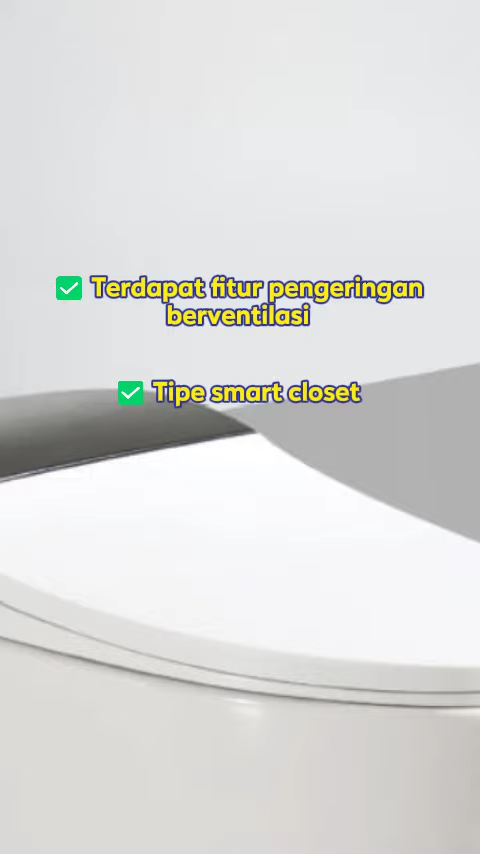 ✅ Terdapat fitur pengeringan
berventilasi
✅ Tipe smart closet